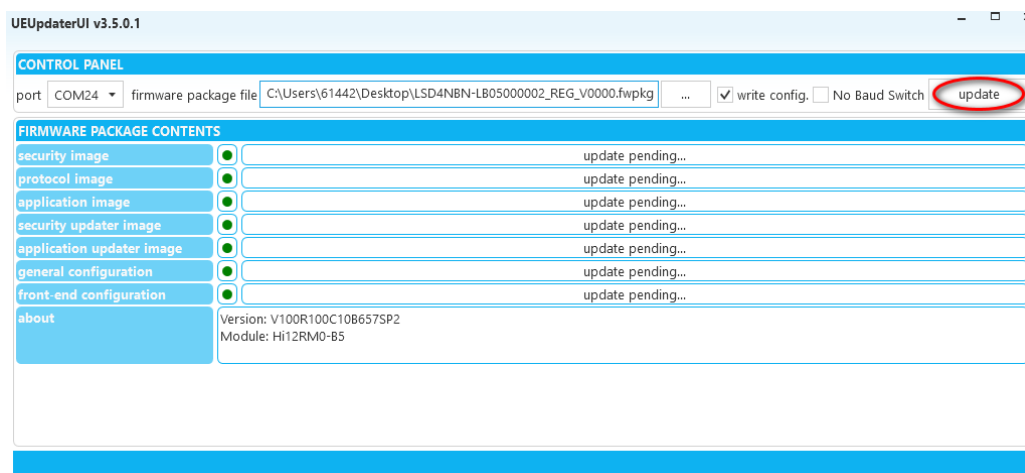 UEUpdaterUI v3.5.0.1
CONTROL PANEL
port COM24 firmware package file C:\Users\61442\Desktop\LSD4NBN-LB05000002_REG_V0000.fwpkg ... write config. No Baud Switch update
FIRMWARE PACKAGE CONTENTS
security image update pending...
protocol image update pending...
application image update pending...
security updater image update pending...
application updater image update pending...
general configuration update pending...
front-end configuration update pending...
about Version: V100R100C10B657SP2
Module: Hi12RM0-B5